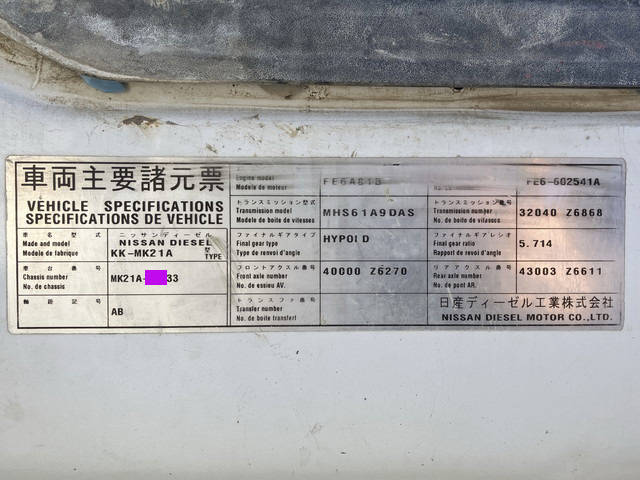 車両主要諸元票
VEHICLE SPECIFICATIONS
SPECIFICATIONS DE VEHICLE
車名型式 ニッサンディーゼル
Made and model NISSAN DIESEL 型式
Modele de fabrique KK-MK21A TYPE
車台番号
Chassis number MK21A- 33
No. de chassis
軸距記号 AB
Engine model FE6
Modele de moteur
トランスミッション型式
Transmission model MHS61A9DAS
Modele de boite de vitesses
ファイナルギアタイプ HYPOID
Final gear type
Type de renvoi d'angle
フロントアクスル番号 40000 Z6270
Front axle number
No. de essieu AV.
トランスファ番号
Transfer number
No. de boite transfert
FE6-602541A
トランスミッション番号
Transmission number 32040 Z6868
No. de boite de vitesses
ファイナルギアレシオ
Final gear ratio 5.714
Rapport de renvoi d'angle
リアアクスル番号 43003 Z6611
Rear axle number
No. de pont AR.
日産ディーゼル工業株式会社
NISSAN DIESEL MOTOR CO.,LTD.